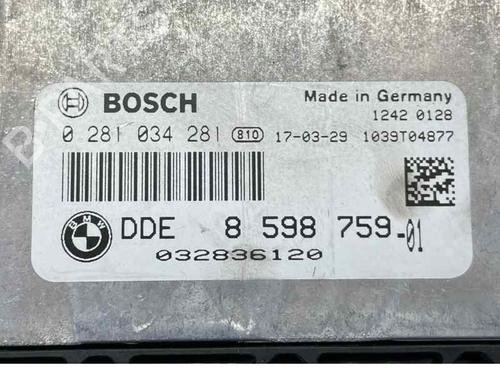 BOSCH
Made in Germany
1242 0128
0 281 034 281 810 17-03-29 1039T04877
BMW
DDE 8 598 759-01
032836120